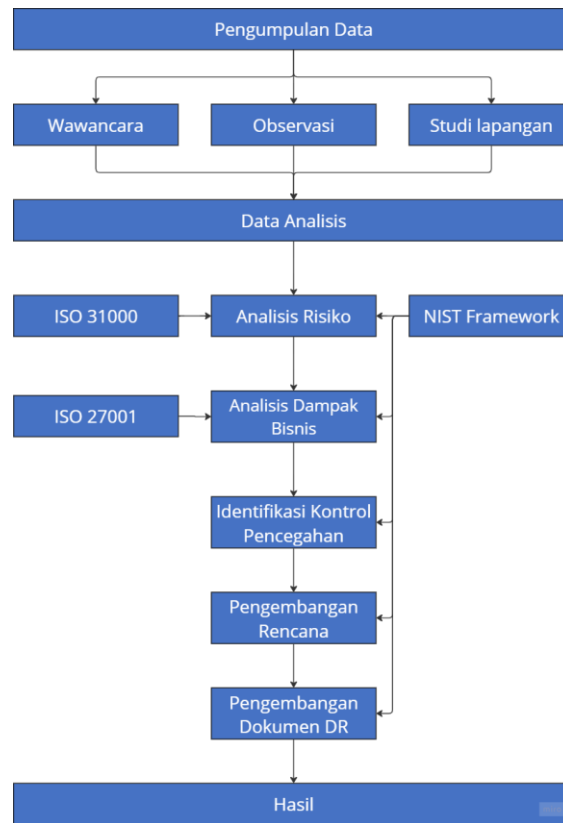 Pengumpulan Data
Wawancara
Observasi
Studi lapangan
Data Analisis
ISO 31000
Analisis Risiko
NIST Framework
ISO 27001
Analisis Dampak
Bisnis
Identifikasi Kontrol
Pencegahan
Pengembangan
Rencana
Pengembangan
Dokumen DR
Hasil